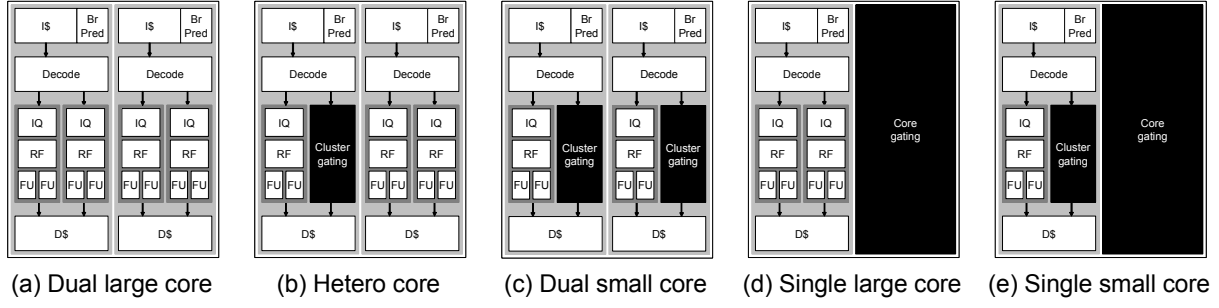 I$ Br Pred I$ Br Pred
Decode Decode
IQ IQ IQ IQ
RF RF RF RF
FU FU FU FU FU FU FU FU
D$ D$
(a) Dual large core
I$ Br Pred I$ Br Pred
Decode Decode
IQ Cluster gating IQ IQ
RF RF RF
FU FU FU FU FU FU
D$ D$
(b) Hetero core
I$ Br Pred I$ Br Pred
Decode Decode
IQ Cluster gating IQ Cluster gating
RF RF
FU FU FU FU
D$ D$
(c) Dual small core
I$ Br Pred
Decode
IQ IQ
RF RF
FU FU FU FU
D$
Core gating
(d) Single large core
I$ Br Pred
Decode
IQ Cluster gating
RF
FU FU
D$
Core gating
(e) Single small core